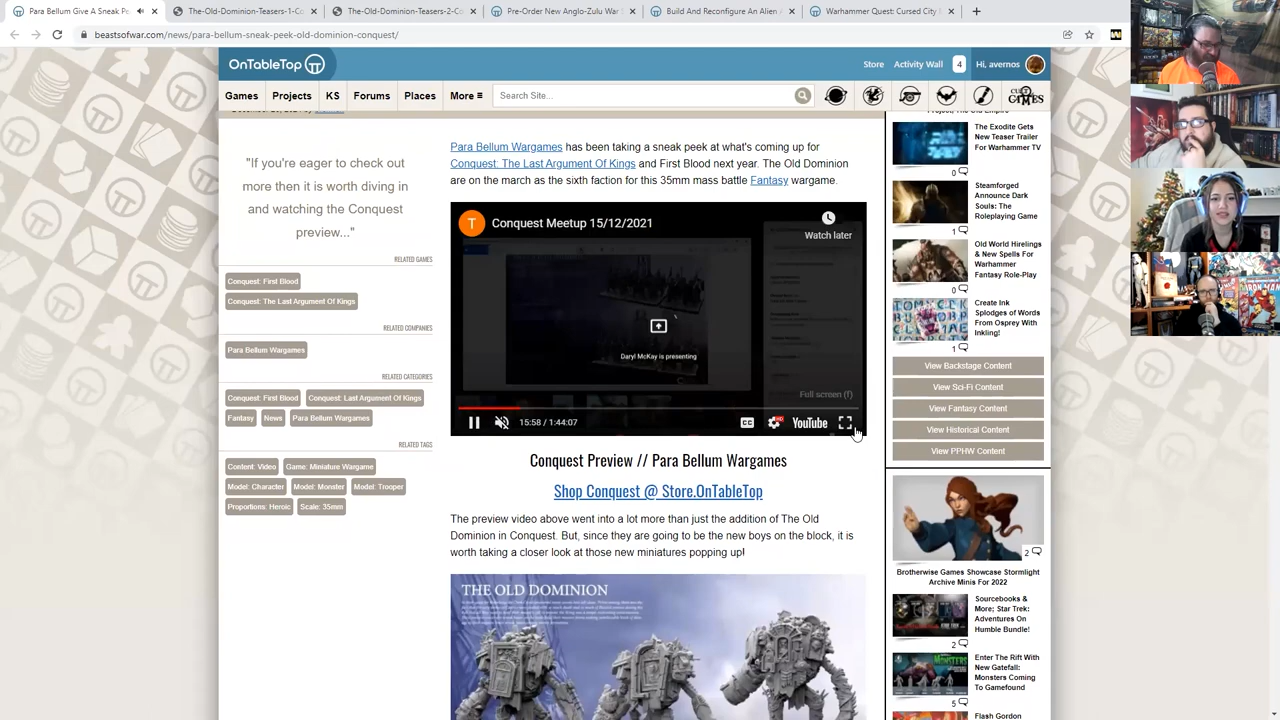 Para Bellum Give A Sneak P
The-Old-Dominion-Teasers-1-Co
The-Old-Dominion-Teasers-2-Co
Pre-Order New Anglo-Zulu War S
Build And Reconfigure An Alien A
Warhammer Quest: Cursed City
beastsofwar.com/news/para-bellum-sneak-peek-old-dominion-conquest/
OnTableTop
Store
Activity Wall
4
Hi, avernos
Games
Projects
KS
Forums
Places
More ≡
Search Site...
"If you're eager to check out
more then it is worth diving in
and watching the Conquest
preview..."
RELATED GAMES
Conquest: First Blood
Conquest: The Last Argument Of Kings
RELATED COMPANIES
Para Bellum Wargames
RELATED CATEGORIES
Conquest: First Blood
Conquest: Last Argument Of Kings
Fantasy
News
Para Bellum Wargames
RELATED TAGS
Content: Video
Game: Miniature Wargame
Model: Character
Model: Monster
Model: Trooper
Proportions: Heroic
Scale: 35mm
Para Bellum Wargames has been taking a sneak peek at what's coming up for
Conquest: The Last Argument Of Kings and First Blood next year. The Old Dominion
are on the march as the sixth faction for this 35mm mass battle Fantasy wargame.
T
Conquest Meetup 15/12/2021
Watch later
Daryl McKay is presenting
Full screen (f)
15:58 / 1:44:07
CC
HD
YouTube
Conquest Preview // Para Bellum Wargames
Shop Conquest @ Store.OnTableTop
The preview video above went into a lot more than just the addition of The Old
Dominion in Conquest. But, since they are going to be the new boys on the block, it is
worth taking a closer look at those new miniatures popping up!
THE OLD DOMINION
The Exodite Gets
New Teaser Trailer
For Warhammer TV
0
Steamforged
Announce Dark
Souls: The
Roleplaying Game
1
Old World Hirelings
& New Spells For
Warhammer
Fantasy Role-Play
0
Create Ink
Splodges of Words
From Osprey With
Inkling!
1
View Backstage Content
View Sci-Fi Content
View Fantasy Content
View Historical Content
View PPHW Content
2
Brotherwise Games Showcase Stormlight
Archive Minis For 2022
Sourcebooks &
More; Star Trek:
Adventures On
Humble Bundle!
2
Enter The Rift With
New Gatefall:
Monsters Coming
To Gamefound
5
Flash Gordon